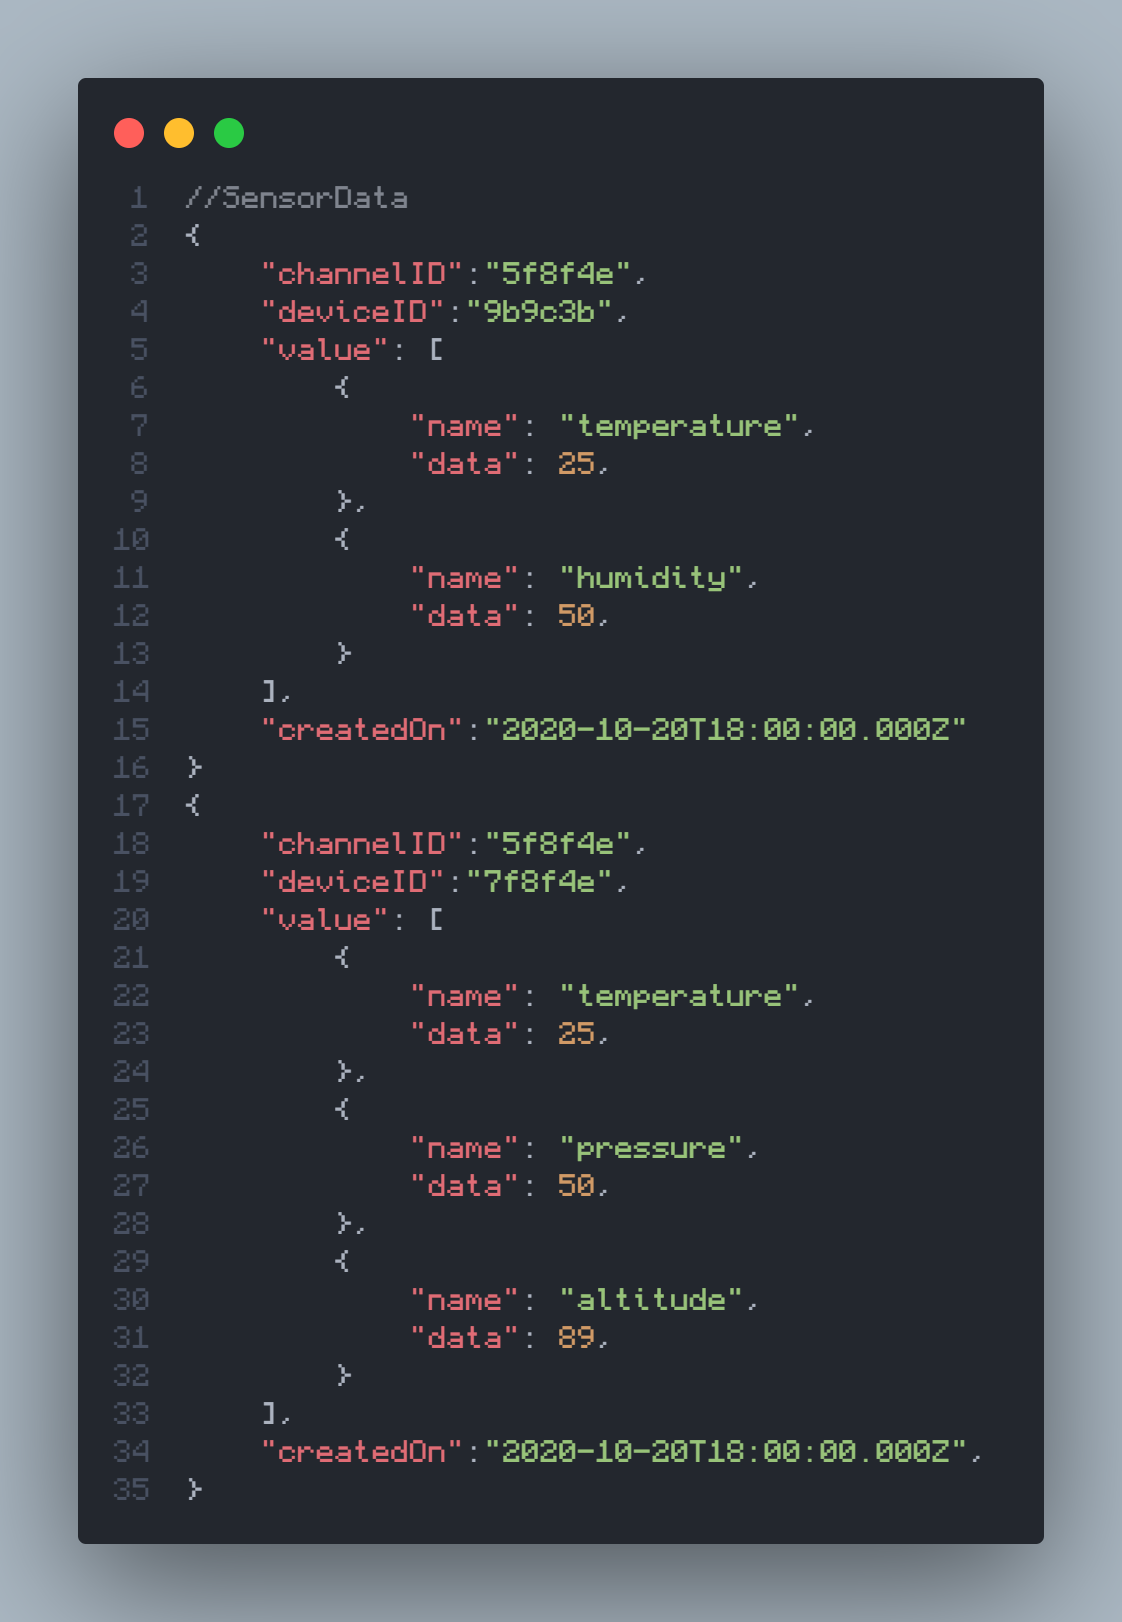 1 //SensorData
2 {
3     "channelID":"5f8f4e",
4     "deviceID":"9b9c3b",
5     "value": [
6         {
7             "name": "temperature",
8             "data": 25,
9         },
10         {
11             "name": "humidity",
12             "data": 50,
13         }
14     ],
15     "createdOn":"2020-10-20T18:00:00.000Z"
16 }
17 {
18     "channelID":"5f8f4e",
19     "deviceID":"7f8f4e",
20     "value": [
21         {
22             "name": "temperature",
23             "data": 25,
24         },
25         {
26             "name": "pressure",
27             "data": 50,
28         },
29         {
30             "name": "altitude",
31             "data": 89,
32         }
33     ],
34     "createdOn":"2020-10-20T18:00:00.000Z",
35 }